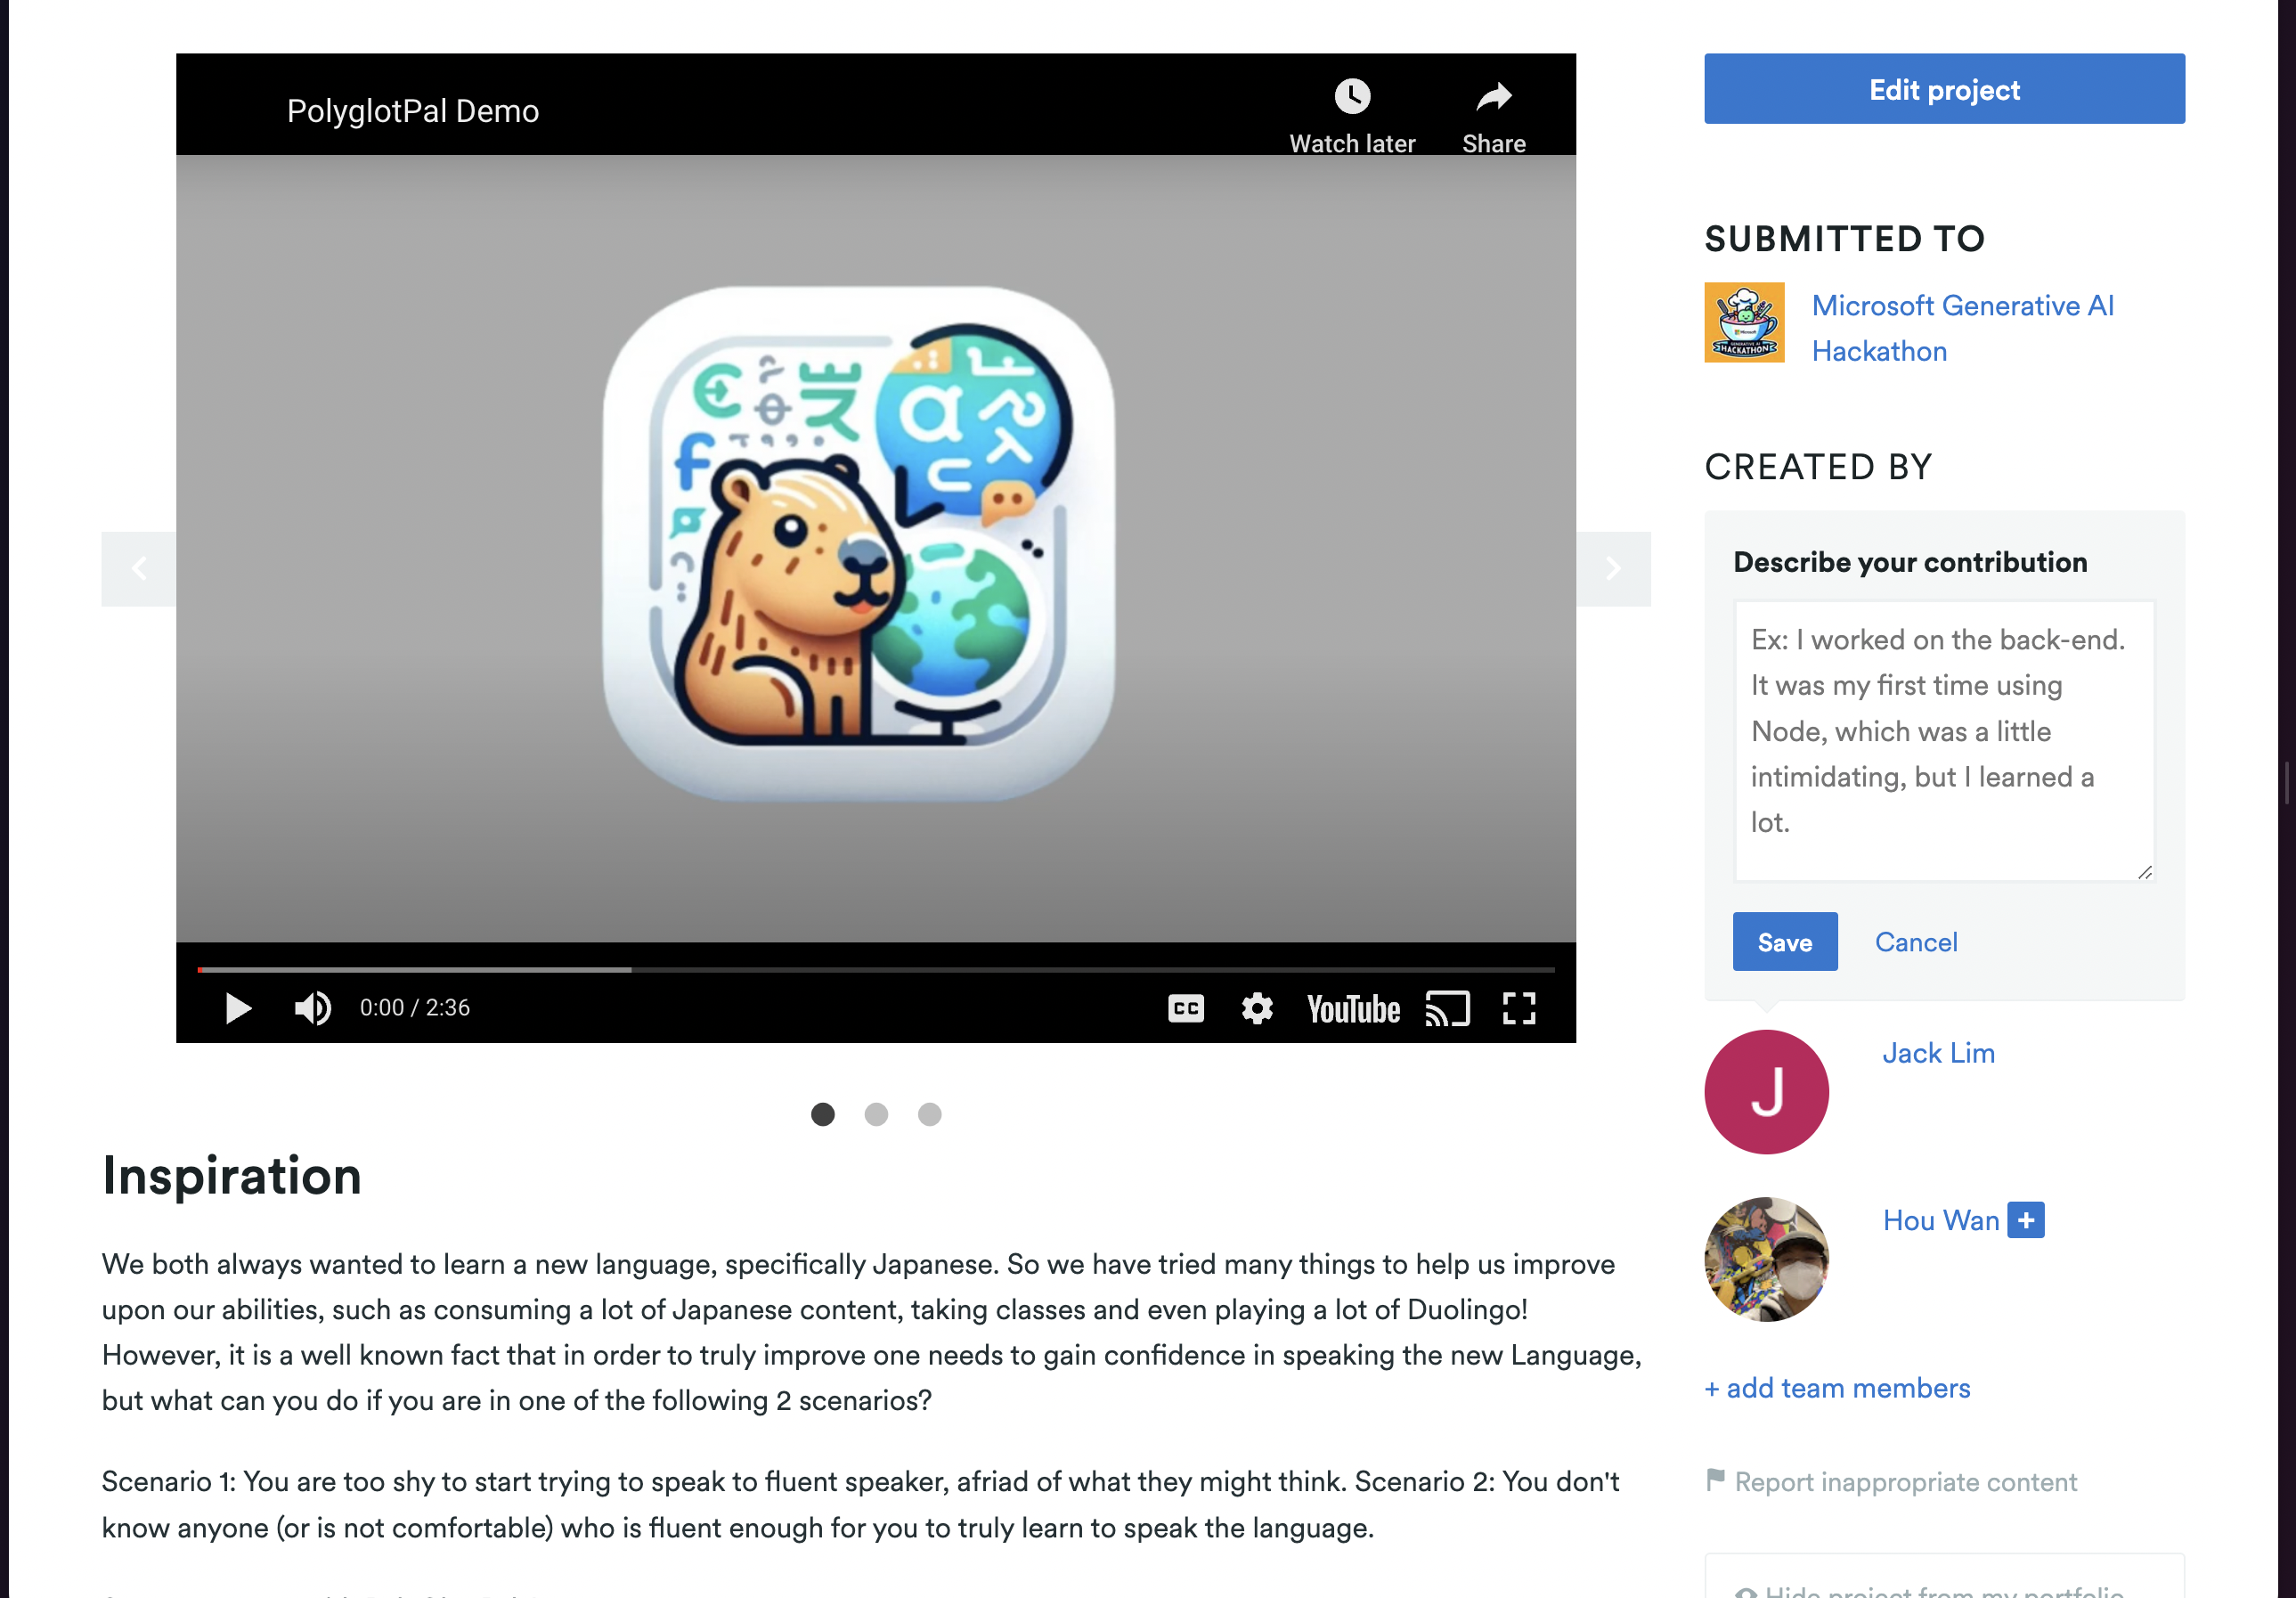 PolyglotPal Demo
Watch later
Share
0:00 / 2:36
CC
YouTube
Inspiration
We both always wanted to learn a new language, specifically Japanese. So we have tried many things to help us improve
upon our abilities, such as consuming a lot of Japanese content, taking classes and even playing a lot of Duolingo!
However, it is a well known fact that in order to truly improve one needs to gain confidence in speaking the new Language,
but what can you do if you are in one of the following 2 scenarios?
Scenario 1: You are too shy to start trying to speak to fluent speaker, afriad of what they might think. Scenario 2: You don't
know anyone (or is not comfortable) who is fluent enough for you to truly learn to speak the language.
Edit project
SUBMITTED TO
HACKATHON
Microsoft Generative AI
Hackathon
CREATED BY
Describe your contribution
Ex: I worked on the back-end.
It was my first time using
Node, which was a little
intimidating, but I learned a
lot.
Save
Cancel
J
Jack Lim
Hou Wan +
+ add team members
Report inappropriate content
Hide project from my portfolio